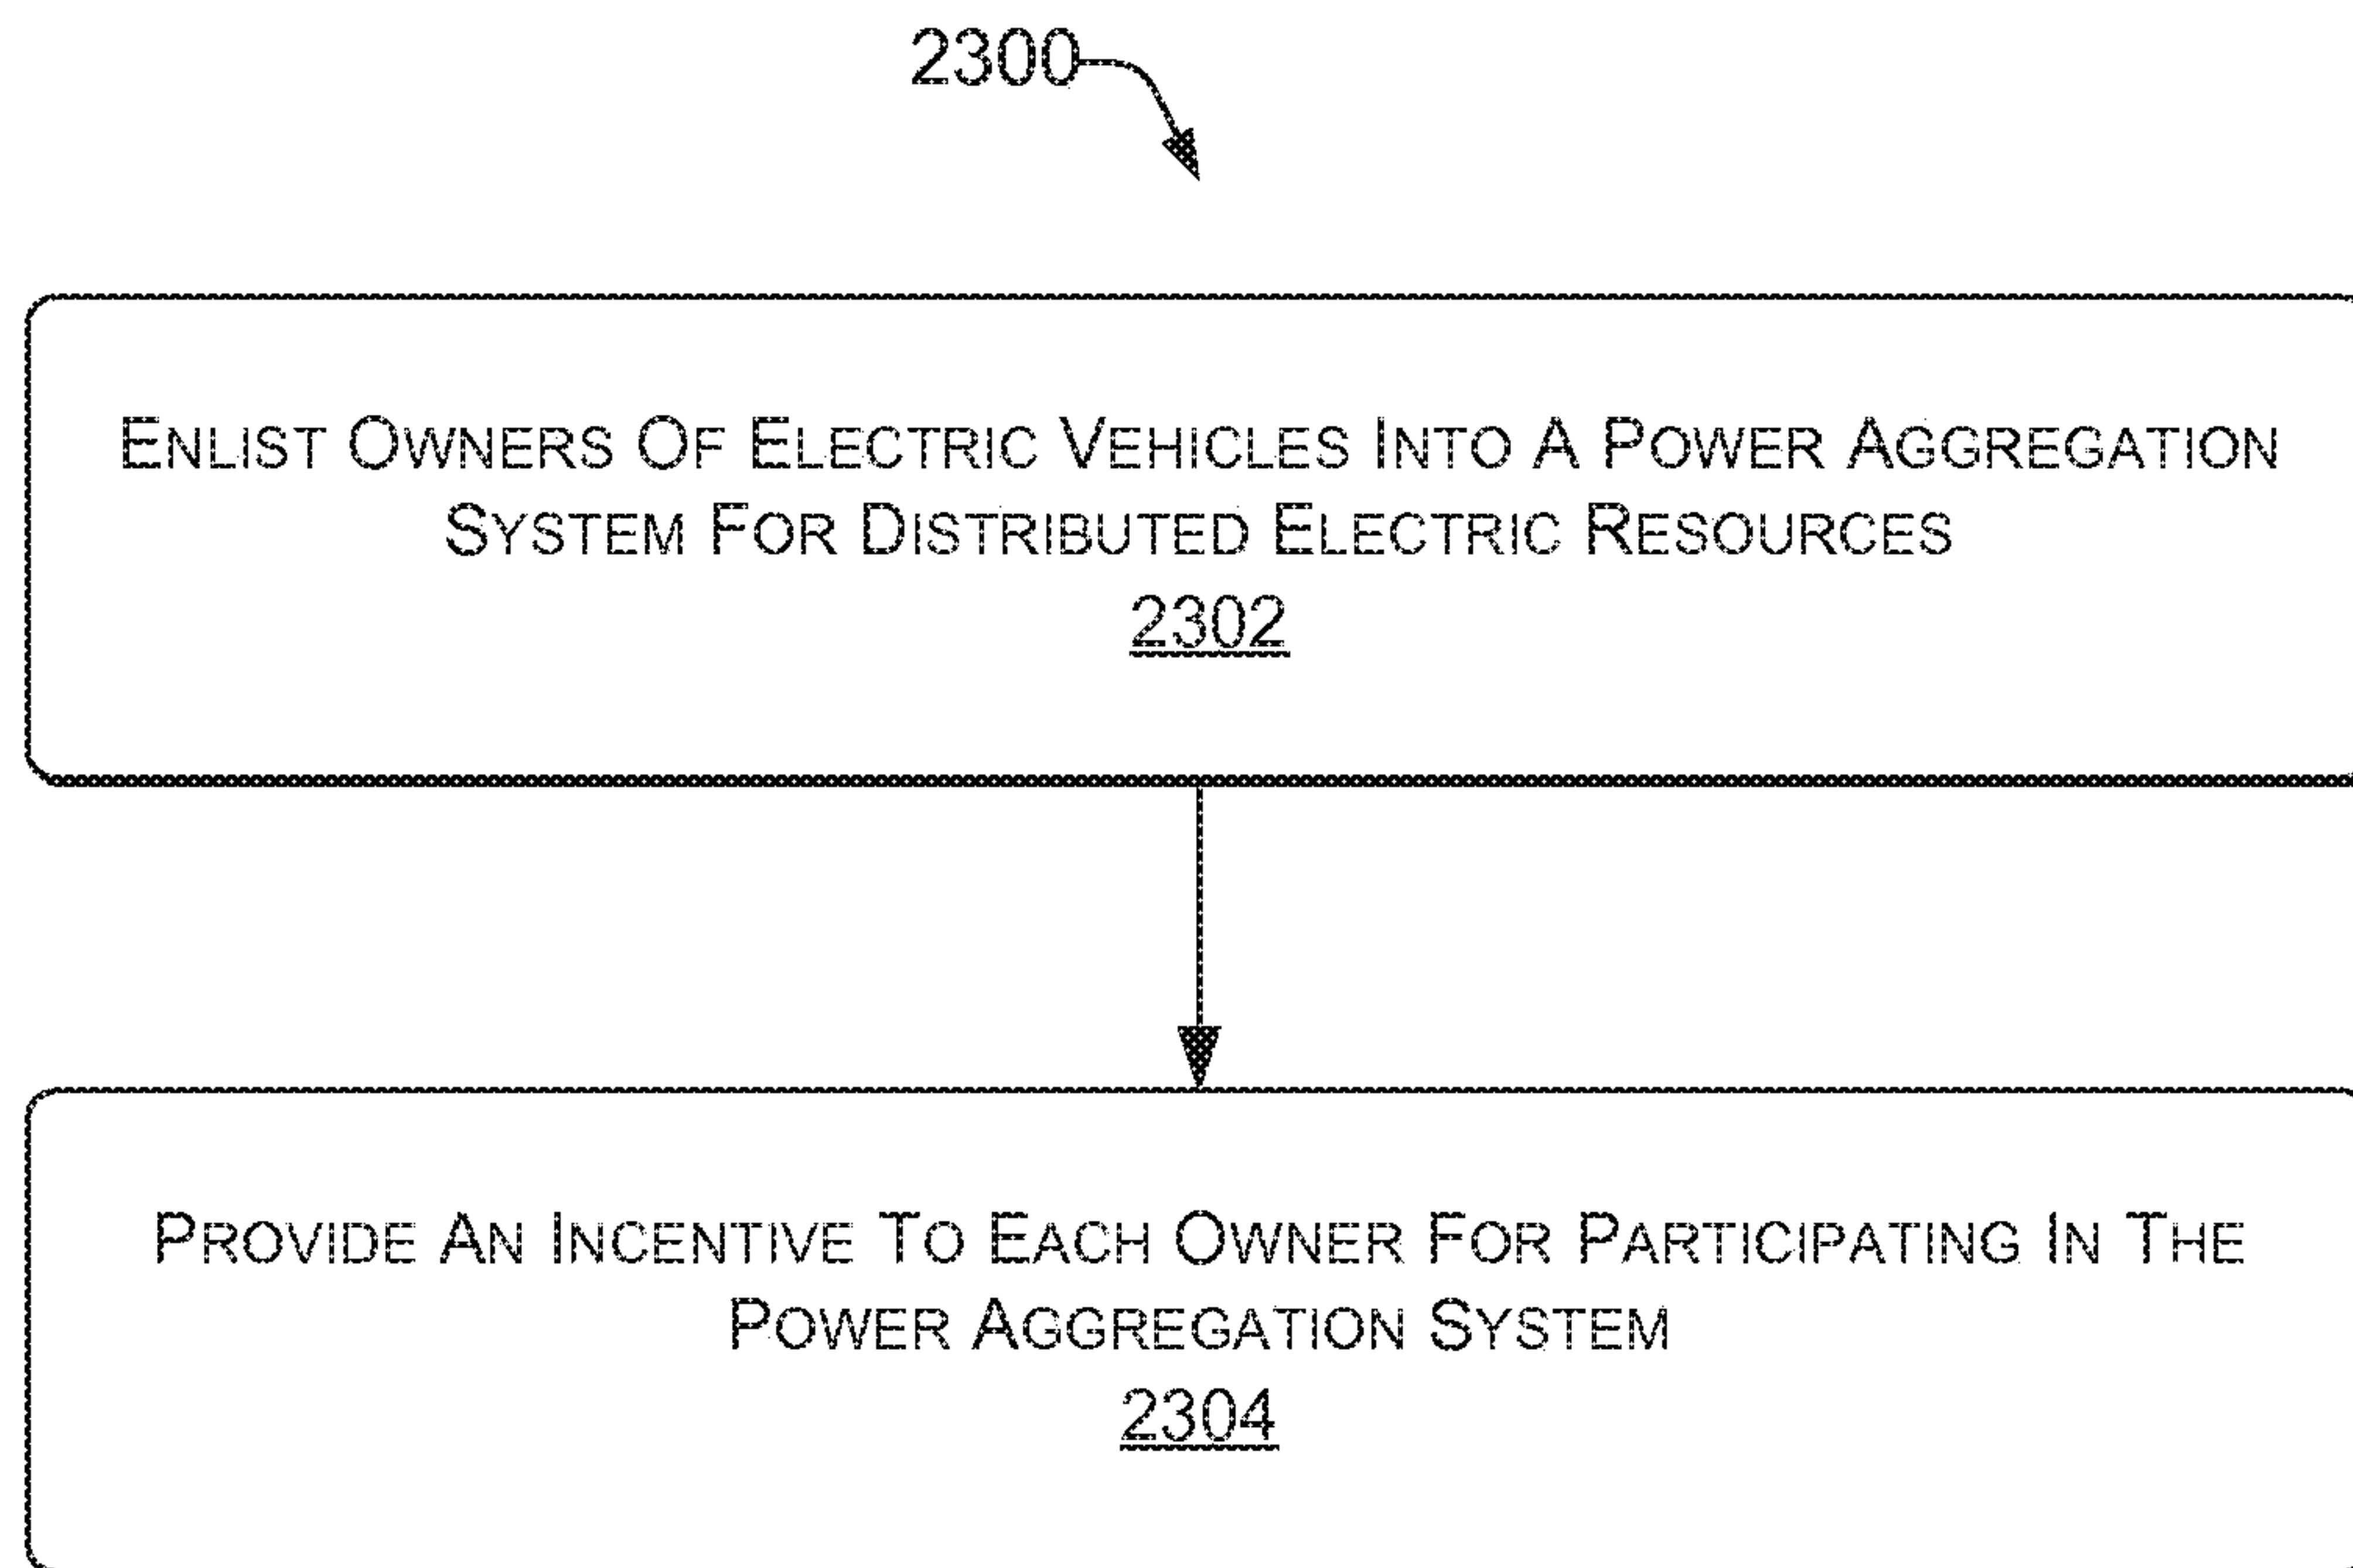 2300
ENLIST OWNERS OF ELECTRIC VEHICLES INTO A POWER AGGREGATION
SYSTEM FOR DISTRIBUTED ELECTRIC RESOURCES
2302
PROVIDE AN INCENTIVE TO EACH OWNER FOR PARTICIPATING IN THE
POWER AGGREGATION SYSTEM
2304